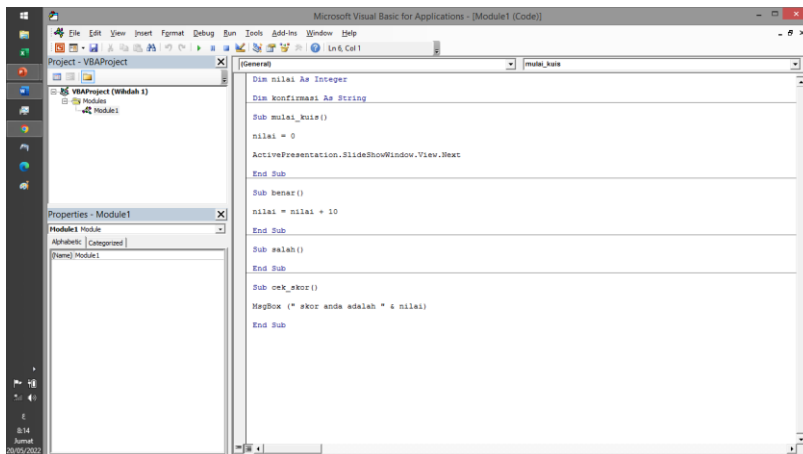 Microsoft Visual Basic for Applications - [Module1 (Code)]
File Edit View Insert Format Debug Run Tools Add-Ins Window Help
Ln 6, Col 1
Project - VBAProject
(General)
mulai_kuis
VBAProject (Wihdah 1)
Modules
Module1
Dim nilai As Integer
Dim konfirmasi As String
Sub mulai_kuis()
nilai = 0
ActivePresentation.SlideShowWindow.View.Next
End Sub
Sub benar()
nilai = milai + 10
End Sub
Sub salah()
End Sub
Sub cek_skor()
MsgBox (" skor anda adalah " & nilai)
End Sub
Properties - Module1
Module1 Module
Alphabetic Categorized
(Name) Module1
8:14
Jumat
20/05/2022